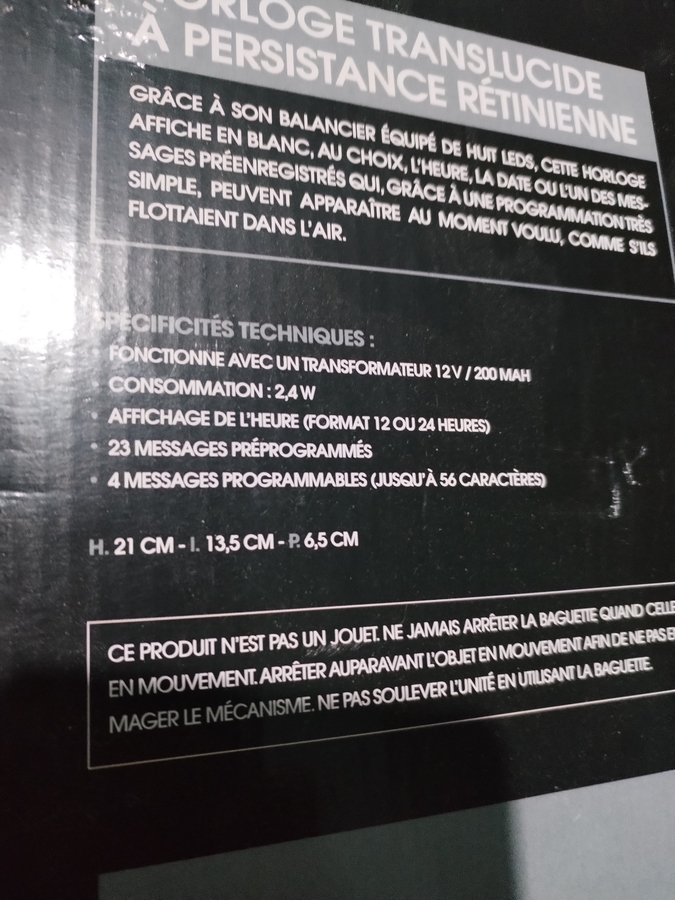 ORLOGE TRANSLUCIDE
À PERSISTANCE RÉTINIENNE
GRÂCE À SON BALANCIER ÉQUIPÉ DE HUIT LEDS, CETTE HORLOGE
AFFICHE EN BLANC, AU CHOIX, L'HEURE, LA DATE OU L'UN DES MES-
SAGES PRÉENREGISTRÉS QUI, GRÂCE À UNE PROGRAMMATION TRÈS
SIMPLE, PEUVENT APPARAÎTRE AU MOMENT VOULU, COMME S'ILS
FLOTTAIENT DANS L'AIR.
SPÉCIFICITÉS TECHNIQUES :
• FONCTIONNE AVEC UN TRANSFORMATEUR 12 V / 200 MAH
• CONSOMMATION : 2,4 W
• AFFICHAGE DE L'HEURE (FORMAT 12 OU 24 HEURES)
• 23 MESSAGES PRÉPROGRAMMÉS
• 4 MESSAGES PROGRAMMABLES (JUSQU'À 56 CARACTÈRES)
H. 21 CM - l. 13,5 CM - P. 6,5 CM
CE PRODUIT N'EST PAS UN JOUET. NE JAMAIS ARRÊTER LA BAGUETTE QUAND CELLE
EN MOUVEMENT. ARRÊTER AUPARAVANT L'OBJET EN MOUVEMENT AFIN DE NE PAS E
MAGER LE MÉCANISME. NE PAS SOULEVER L'UNITÉ EN UTILISANT LA BAGUETTE.